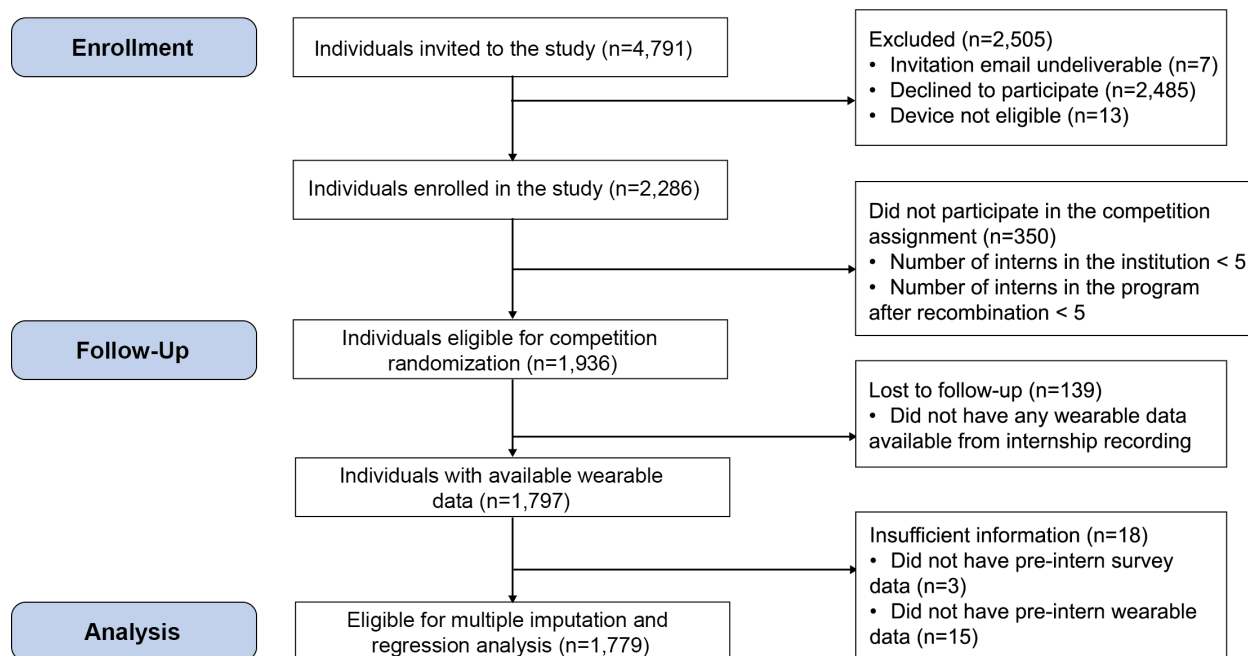 Enrollment
Individuals invited to the study (n=4,791)
Excluded (n=2,505)
• Invitation email undeliverable (n=7)
• Declined to participate (n=2,485)
• Device not eligible (n=13)
Individuals enrolled in the study (n=2,286)
Did not participate in the competition
assignment (n=350)
• Number of interns in the institution < 5
• Number of interns in the program
after recombination < 5
Follow-Up
Individuals eligible for competition
randomization (n=1,936)
Lost to follow-up (n=139)
• Did not have any wearable data
available from internship recording
Individuals with available wearable
data (n=1,797)
Insufficient information (n=18)
• Did not have pre-intern survey
data (n=3)
• Did not have pre-intern wearable
data (n=15)
Analysis
Eligible for multiple imputation and
regression analysis (n=1,779)